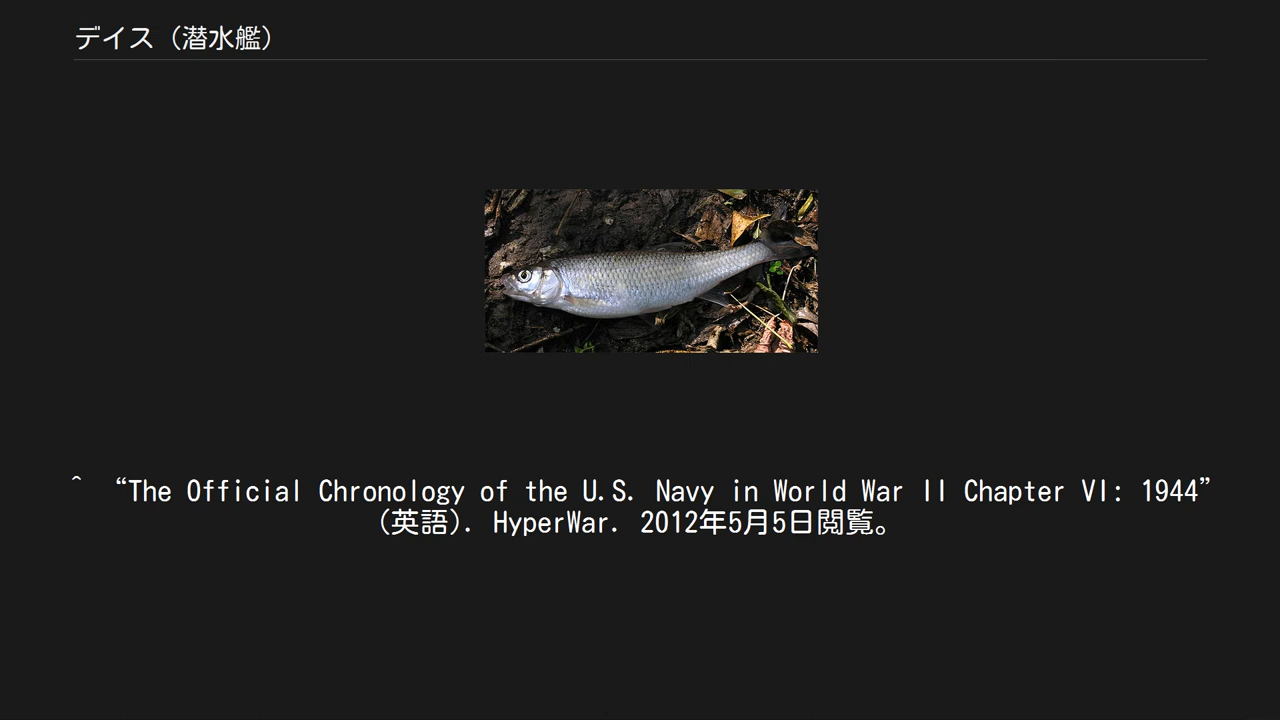 デイス（潜水艦）
^ “The Official Chronology of the U.S. Navy in World War II Chapter VI: 1944”
(英語). HyperWar. 2012年5月5日閲覧。